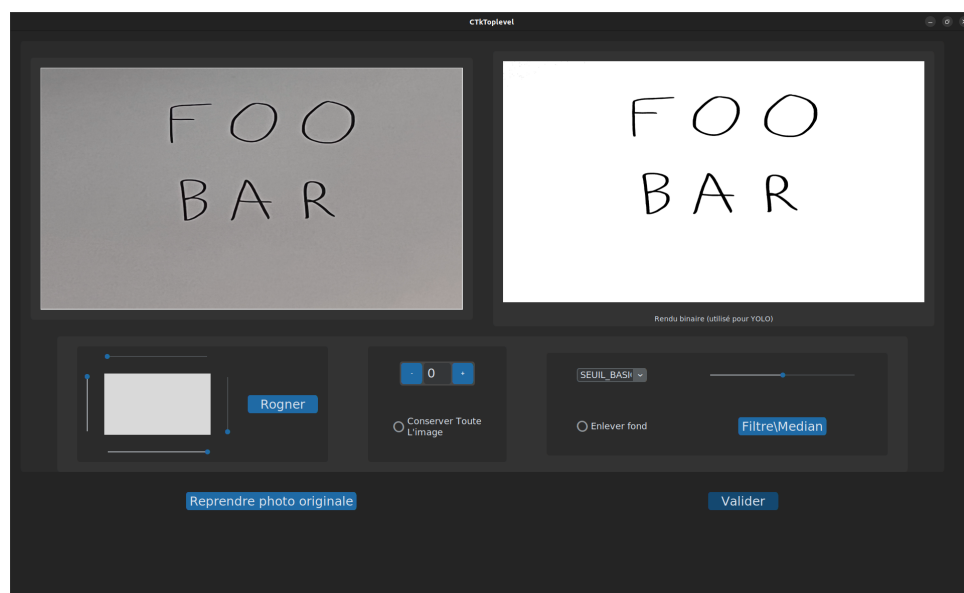 CTkToplevel
FOO
BAR
FOO
BAR
Rendu binaire (utilisé pour YOLO)
Rogner
- 0 +
Conserver Toute
L'image
SEUIL_BASI
Enlever fond
Filtre\Median
Reprendre photo originale
Valider